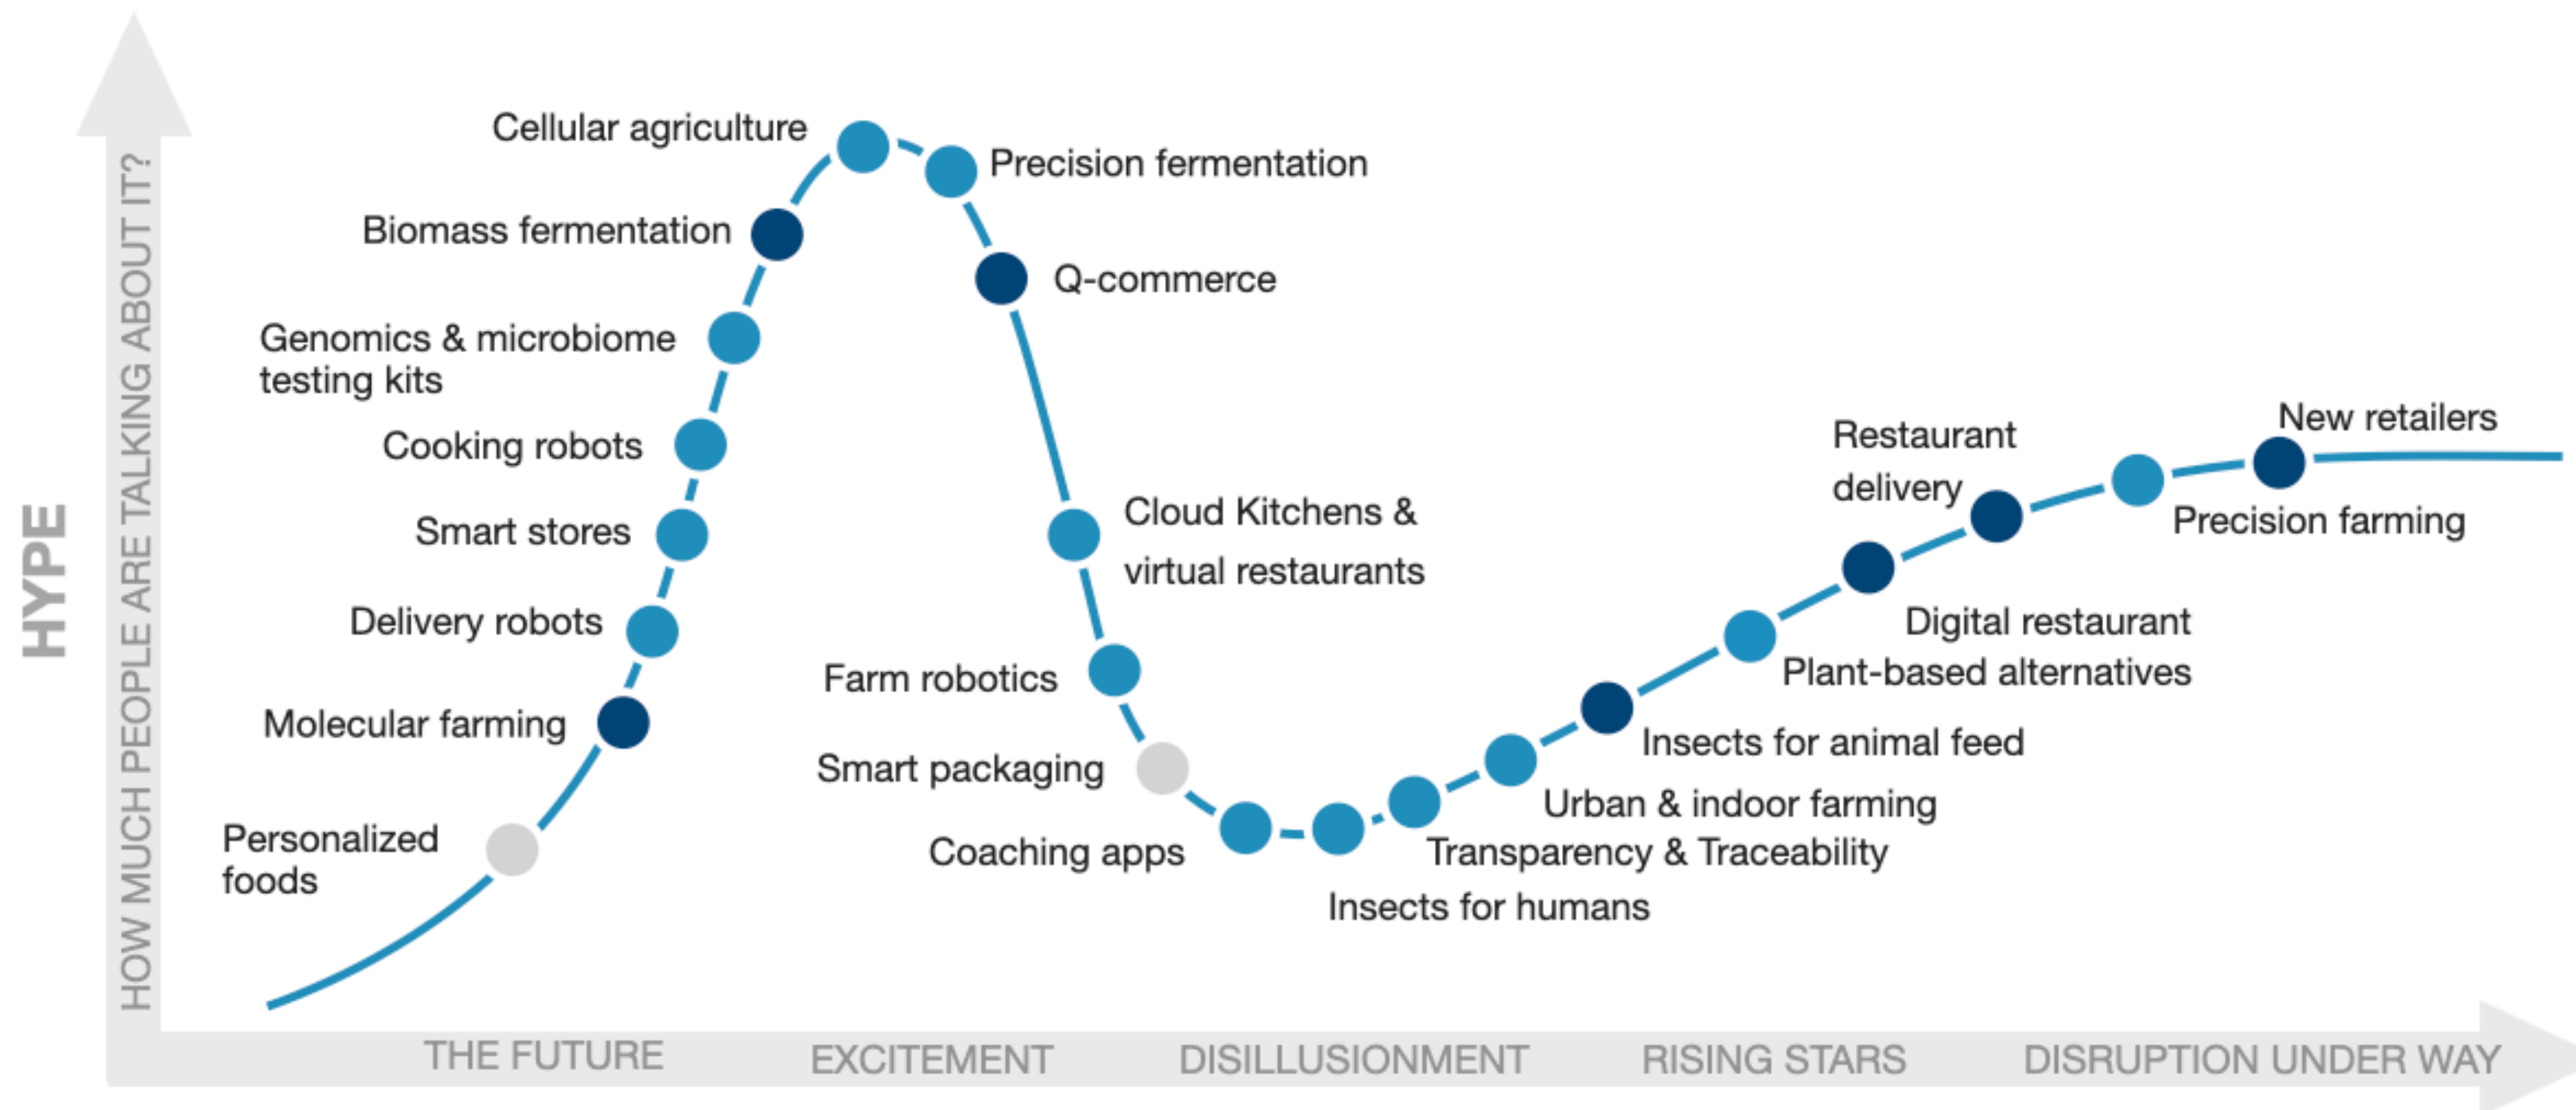 HYPE
HOW MUCH PEOPLE ARE TALKING ABOUT IT?
Cellular agriculture
Precision fermentation
Biomass fermentation
Q-commerce
Genomics & microbiome
testing kits
Cooking robots
Smart stores
Delivery robots
Molecular farming
Personalized
foods
Cloud Kitchens &
virtual restaurants
Farm robotics
Smart packaging
Coaching apps
Insects for humans
Transparency & Traceability
Urban & indoor farming
Insects for animal feed
Plant-based alternatives
Digital restaurant
Restaurant
delivery
Precision farming
New retailers
THE FUTURE
EXCITEMENT
DISILLUSIONMENT
RISING STARS
DISRUPTION UNDER WAY